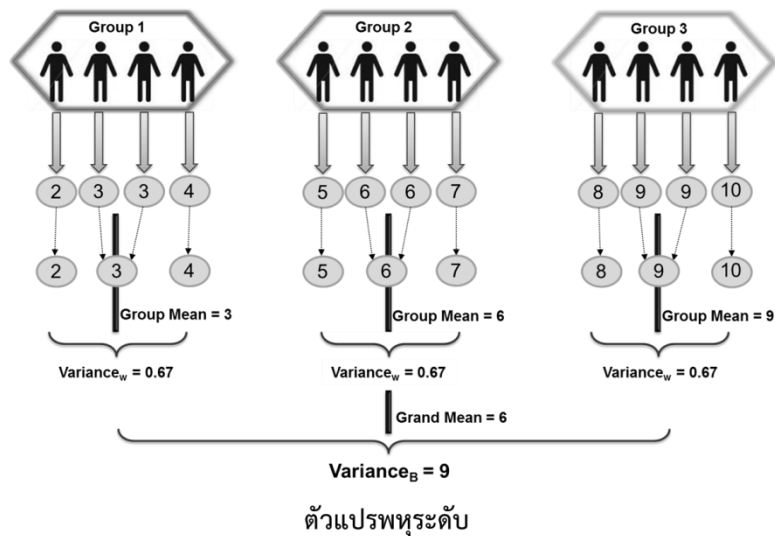 Group 1 Group 2 Group 3
2 3 3 4 5 6 6 7 8 9 9 10
2 3 4 5 6 7 8 9 10
Group Mean = 3 Group Mean = 6 Group Mean = 9
Variancew = 0.67 Variancew = 0.67 Variancew = 0.67
Grand Mean = 6
VarianceB = 9
ตัวแปรพหุระดับ